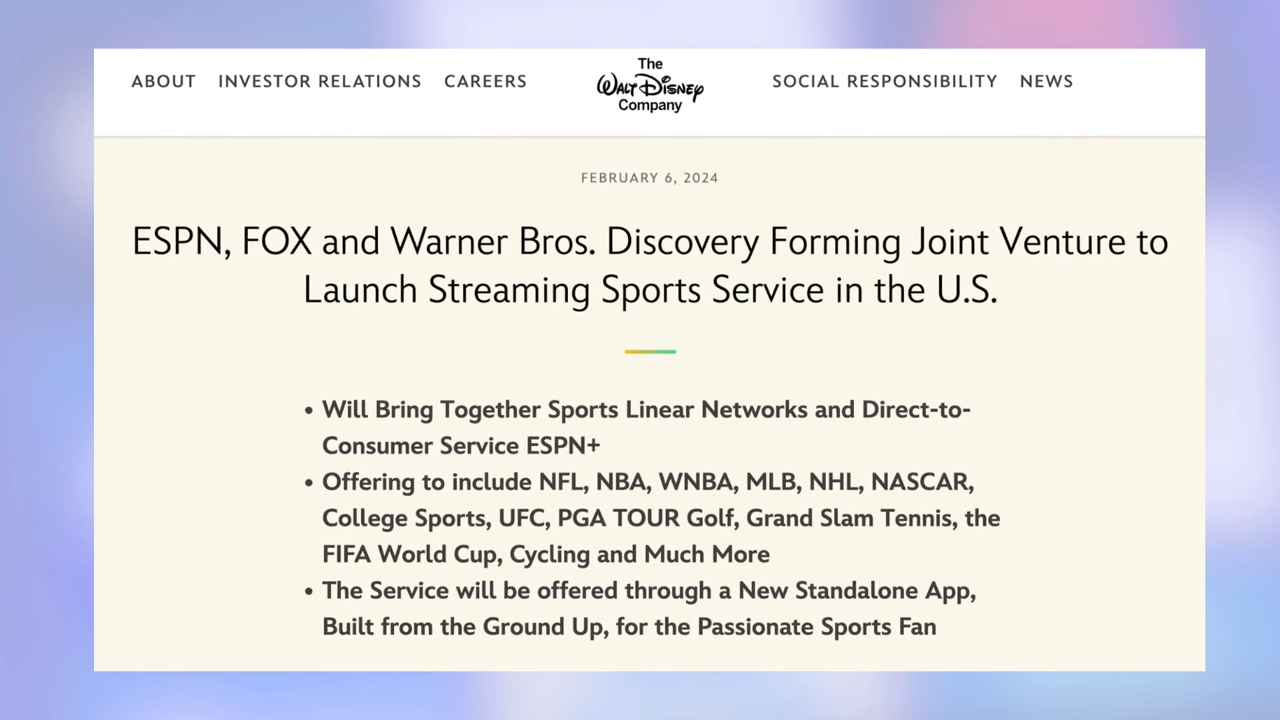 ABOUT INVESTOR RELATIONS CAREERS The Walt Disney Company SOCIAL RESPONSIBILITY NEWS
FEBRUARY 6, 2024
ESPN, FOX and Warner Bros. Discovery Forming Joint Venture to
Launch Streaming Sports Service in the U.S.
• Will Bring Together Sports Linear Networks and Direct-to-
Consumer Service ESPN+
• Offering to include NFL, NBA, WNBA, MLB, NHL, NASCAR,
College Sports, UFC, PGA TOUR Golf, Grand Slam Tennis, the
FIFA World Cup, Cycling and Much More
• The Service will be offered through a New Standalone App,
Built from the Ground Up, for the Passionate Sports Fan